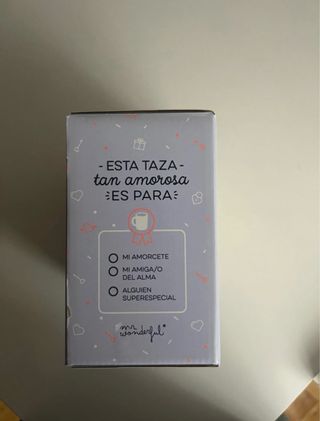 - ESTA TAZA -
tan amorosa
ES PARA
MI AMORCETE
MI AMIGA/O
DEL ALMA
ALGUIEN
SUPERESPECIAL
mr.
wonderful*